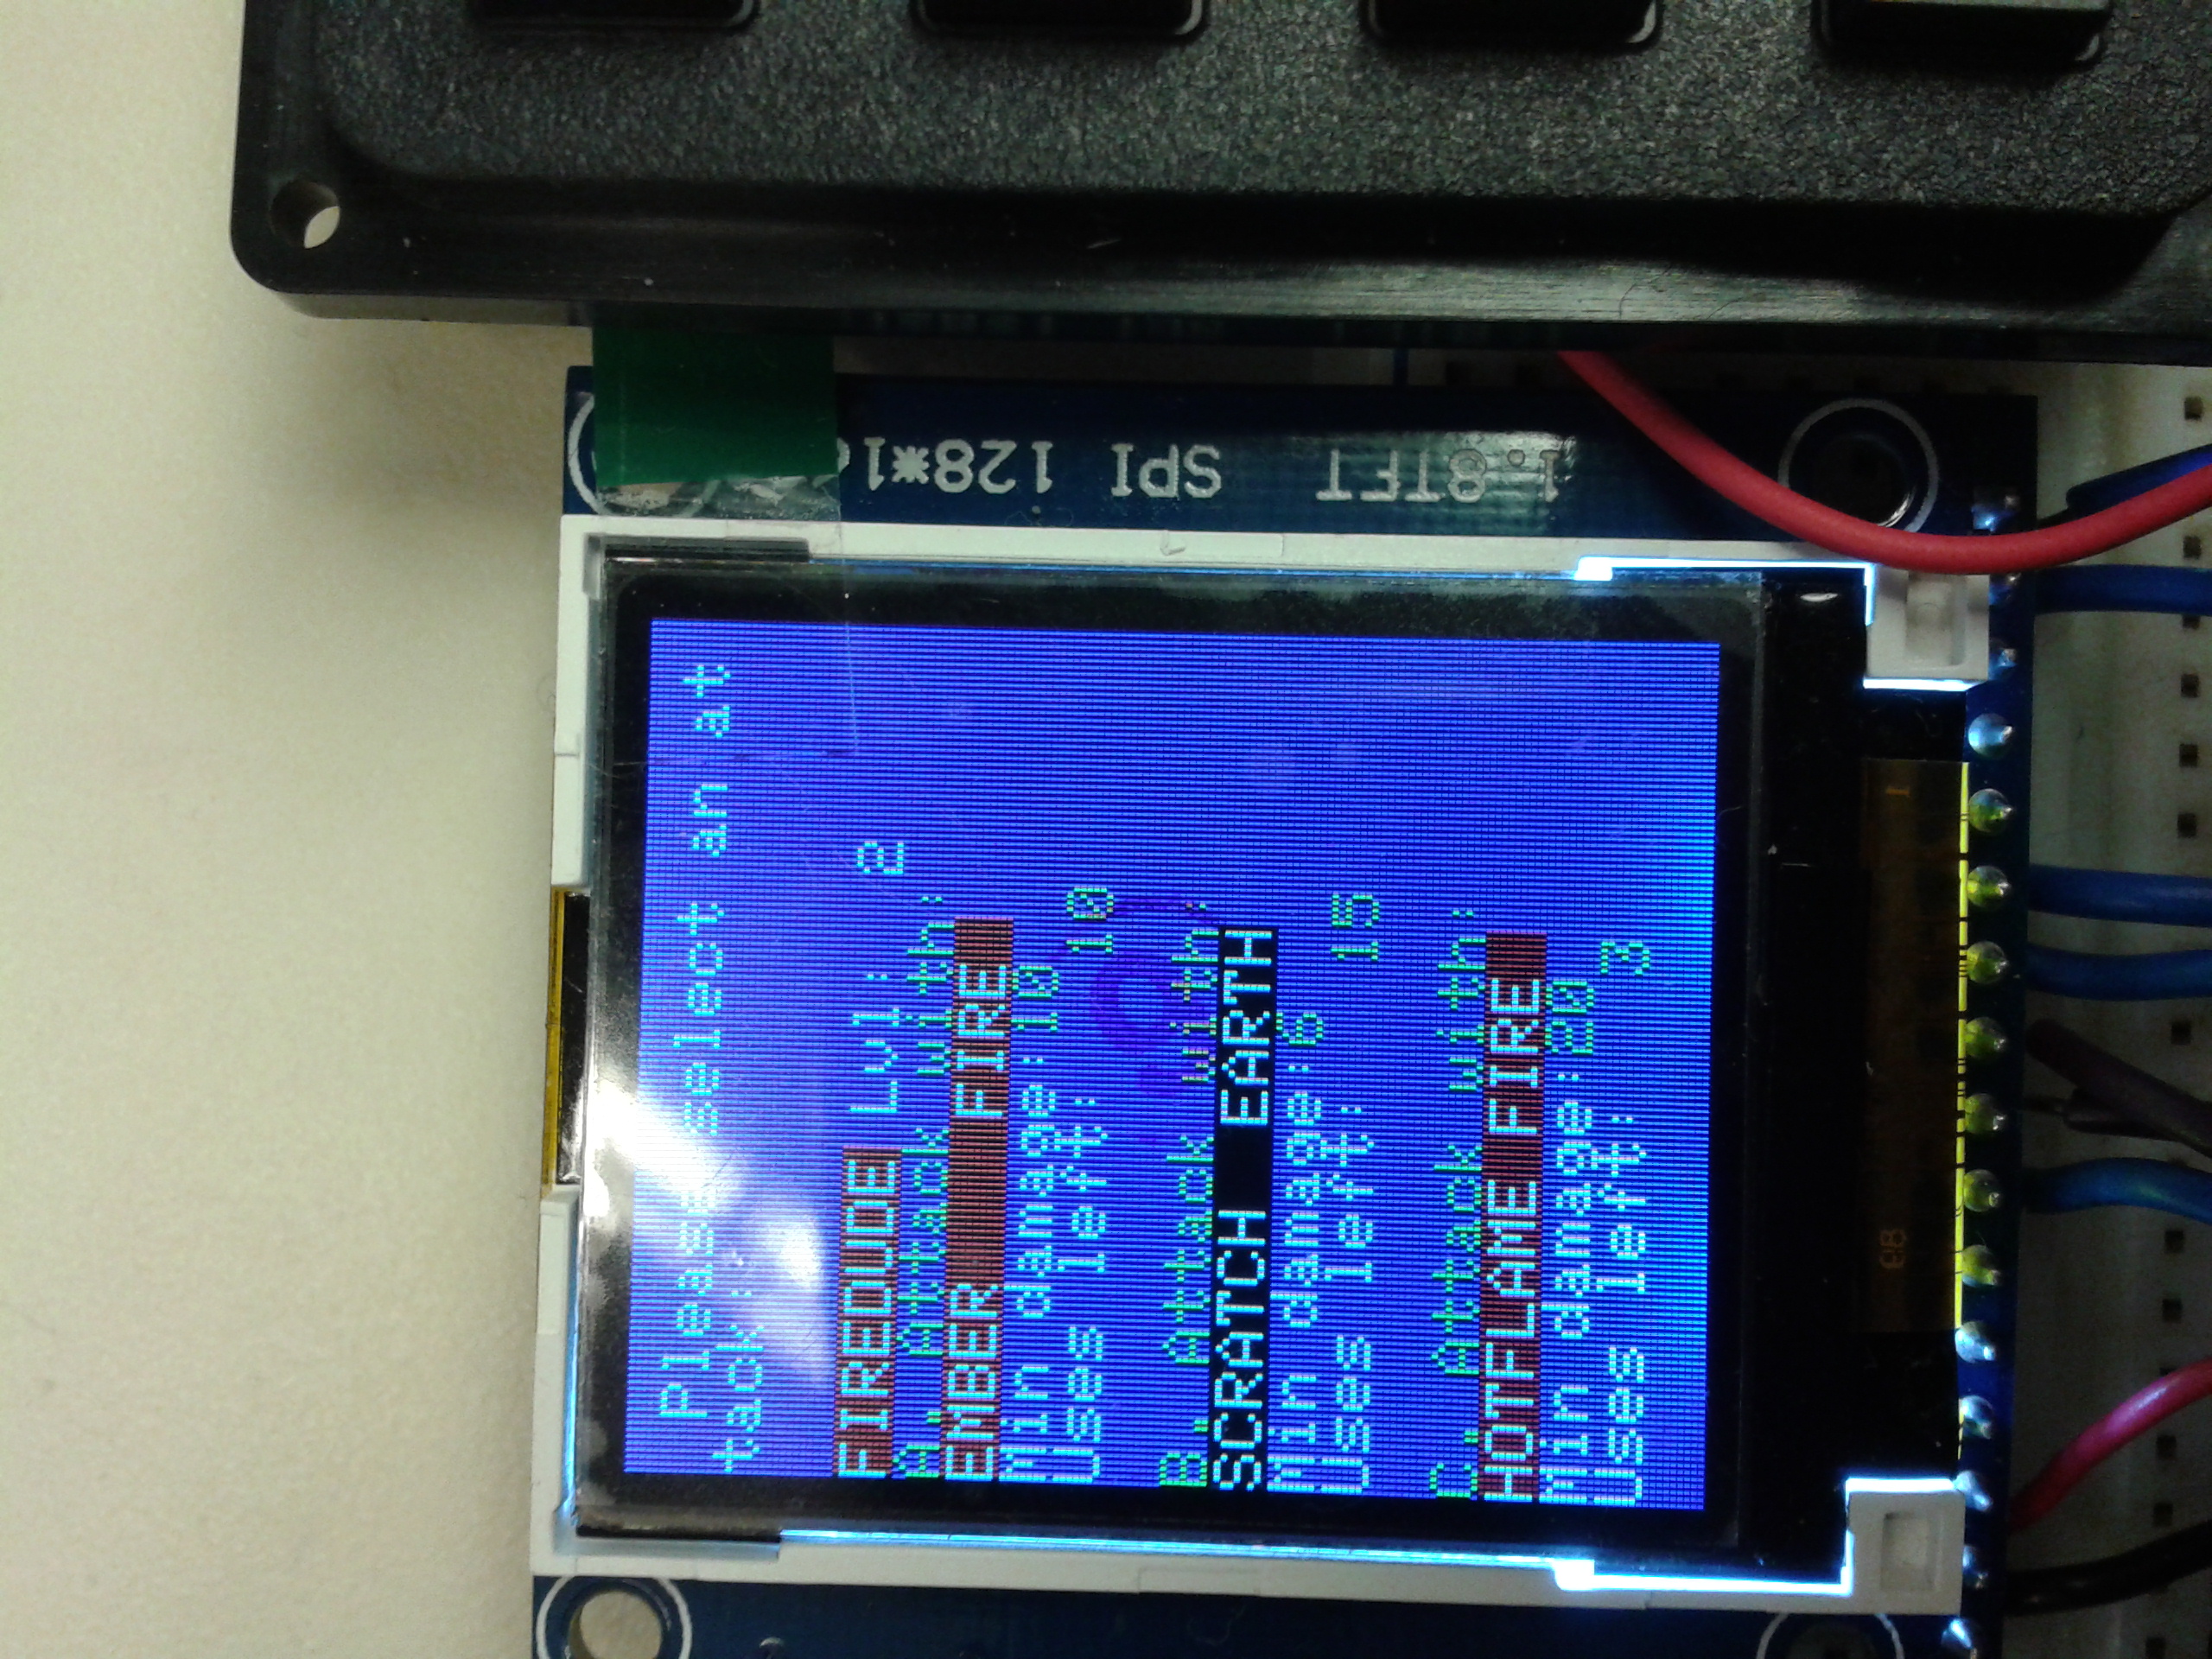 Please select an at
tack:
FIREDUDE Lvl: 2
A. Attack with:
EMBER FIRE
Min damage:10
Uses left: 10
B. Attack with:
SCRATCH EARTH
Min damage:6
Uses left: 15
C. Attack with:
HOTFLAME FIRE
Min damage:20
Uses left: 3
1.8TFT SPI 128*1